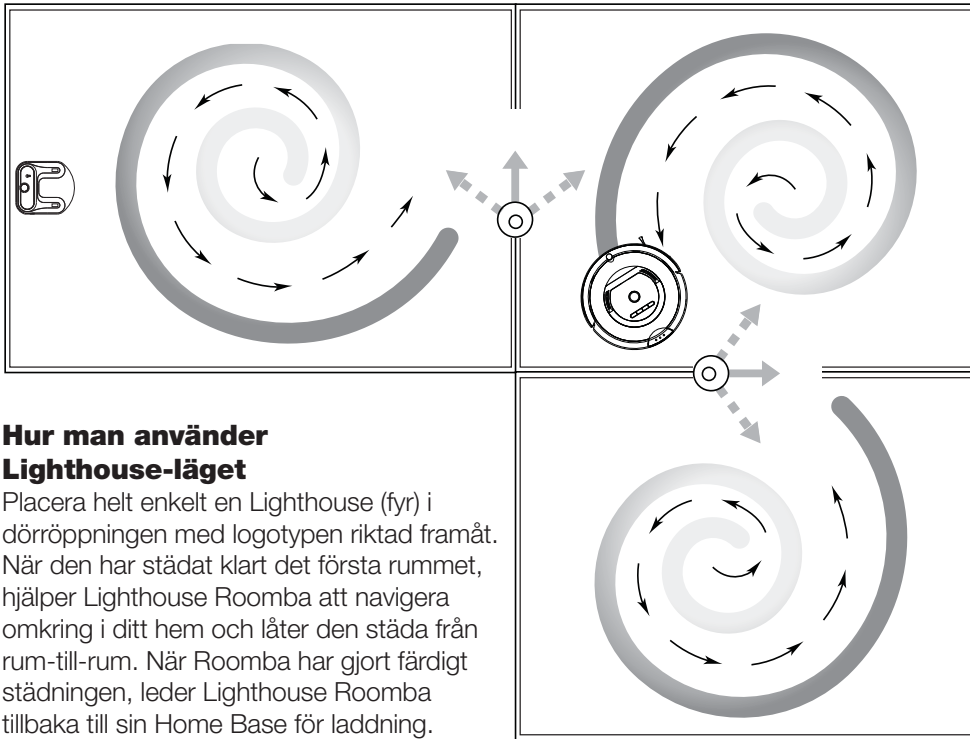 Hur man använder
Lighthouse-läget
Placera helt enkelt en Lighthouse (fyr) i
dörröppningen med logotypen riktad framåt.
När den har städat klart det första rummet,
hjälper Lighthouse Roomba att navigera
omkring i ditt hem och låter den städa från
rum-till-rum. När Roomba har gjort färdigt
städningen, leder Lighthouse Roomba
tillbaka till sin Home Base för laddning.